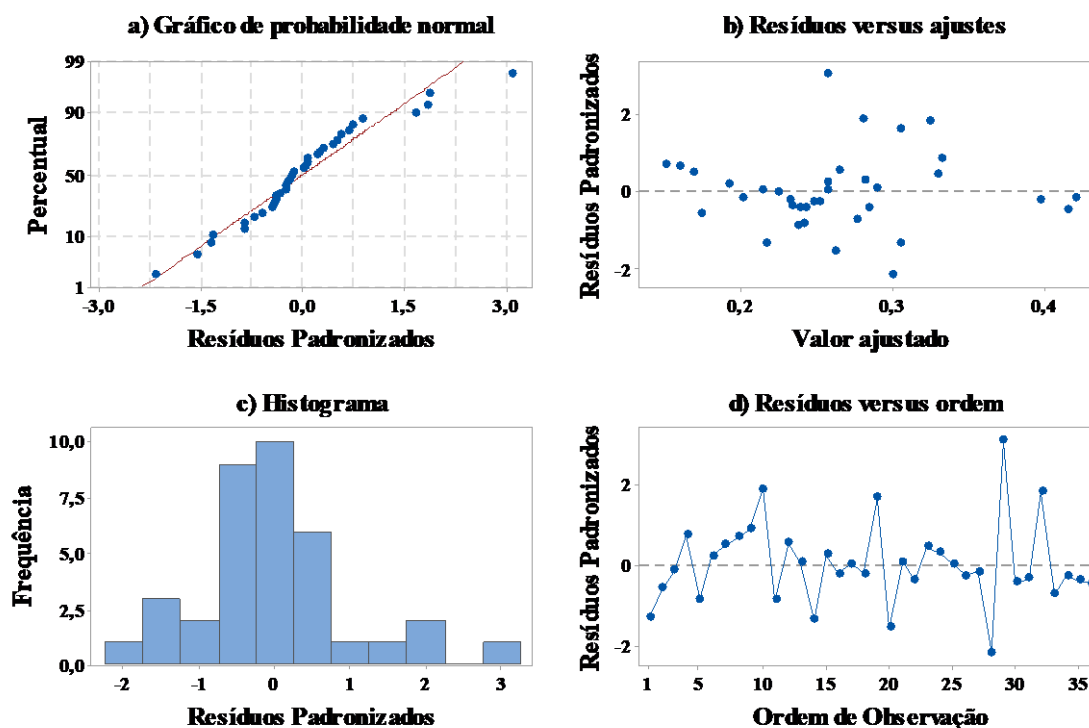 a) Gráfico de probabilidade normal
Percentual
99
90
50
10
1
-3,0 -1,5 0,0 1,5 3,0
Resíduos Padronizados
b) Resíduos versus ajustes
Resíduos Padronizados
2
0
-2
0,2 0,3 0,4
Valor ajustado
c) Histograma
Frequência
10,0
7,5
5,0
2,5
0,0
-2 -1 0 1 2 3
Resíduos Padronizados
d) Resíduos versus ordem
Resíduos Padronizados
2
0
-2
1 5 10 15 20 25 30 35
Ordem de Observação